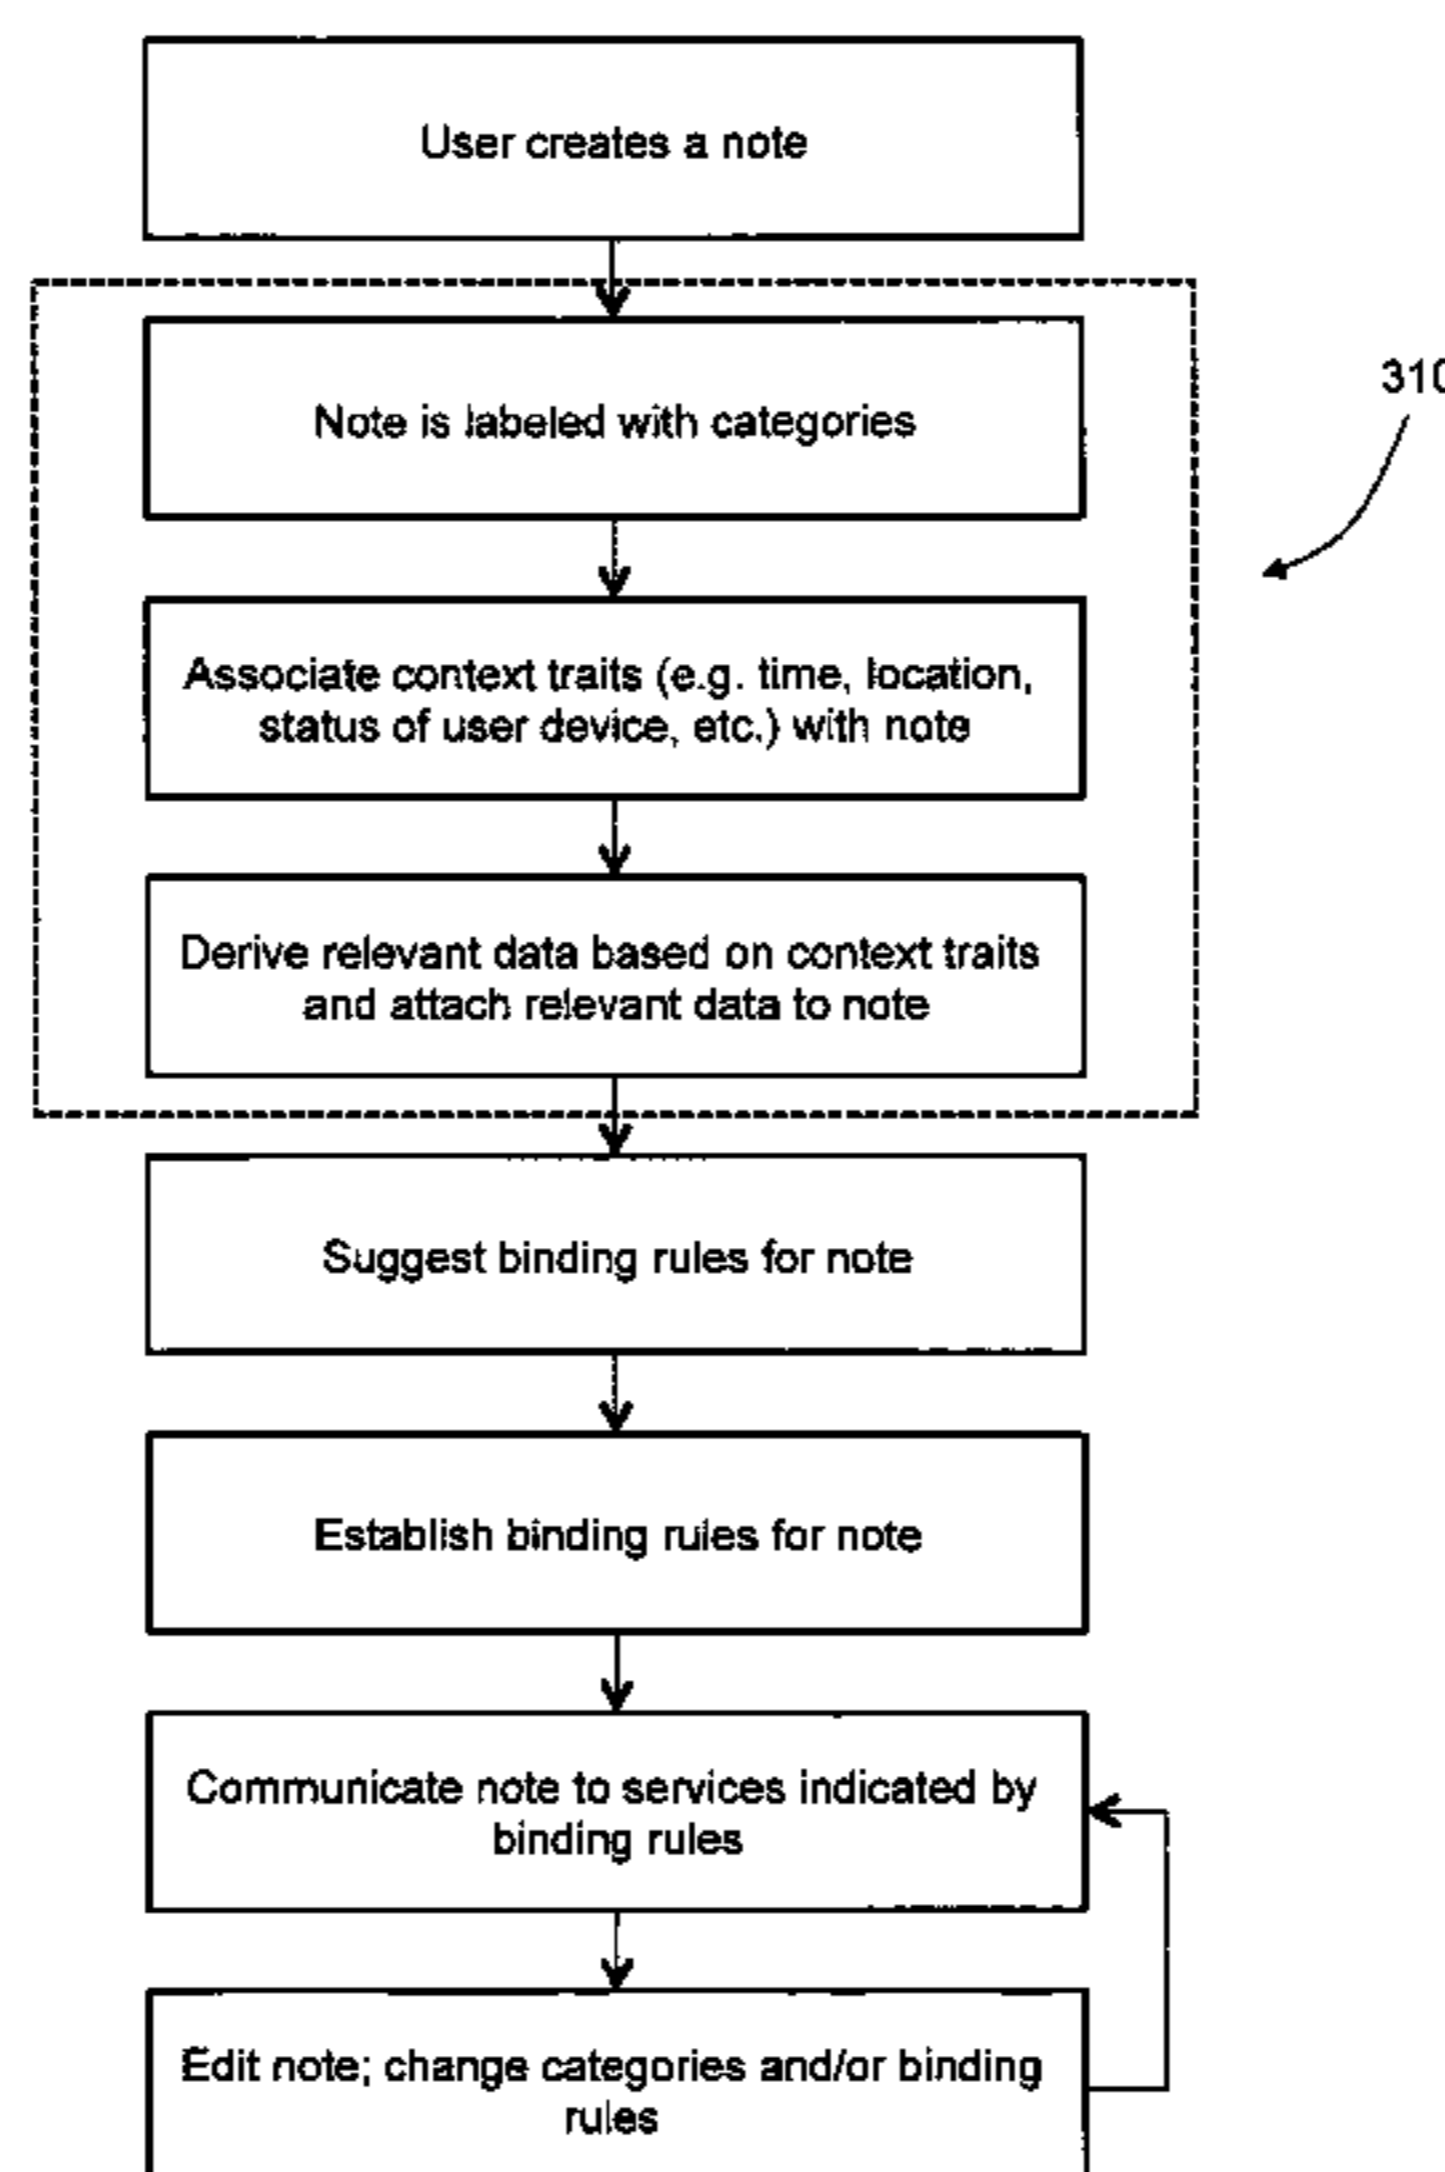 User creates a note
310
Note is labeled with categories
Associate context traits (e.g. time, location,
status of user device, etc.) with note
Derive relevant data based on context traits
and attach relevant data to note
Suggest binding rules for note
Establish binding rules for note
Communicate note to services indicated by
binding rules
Edit note; change categories and/or binding
rules